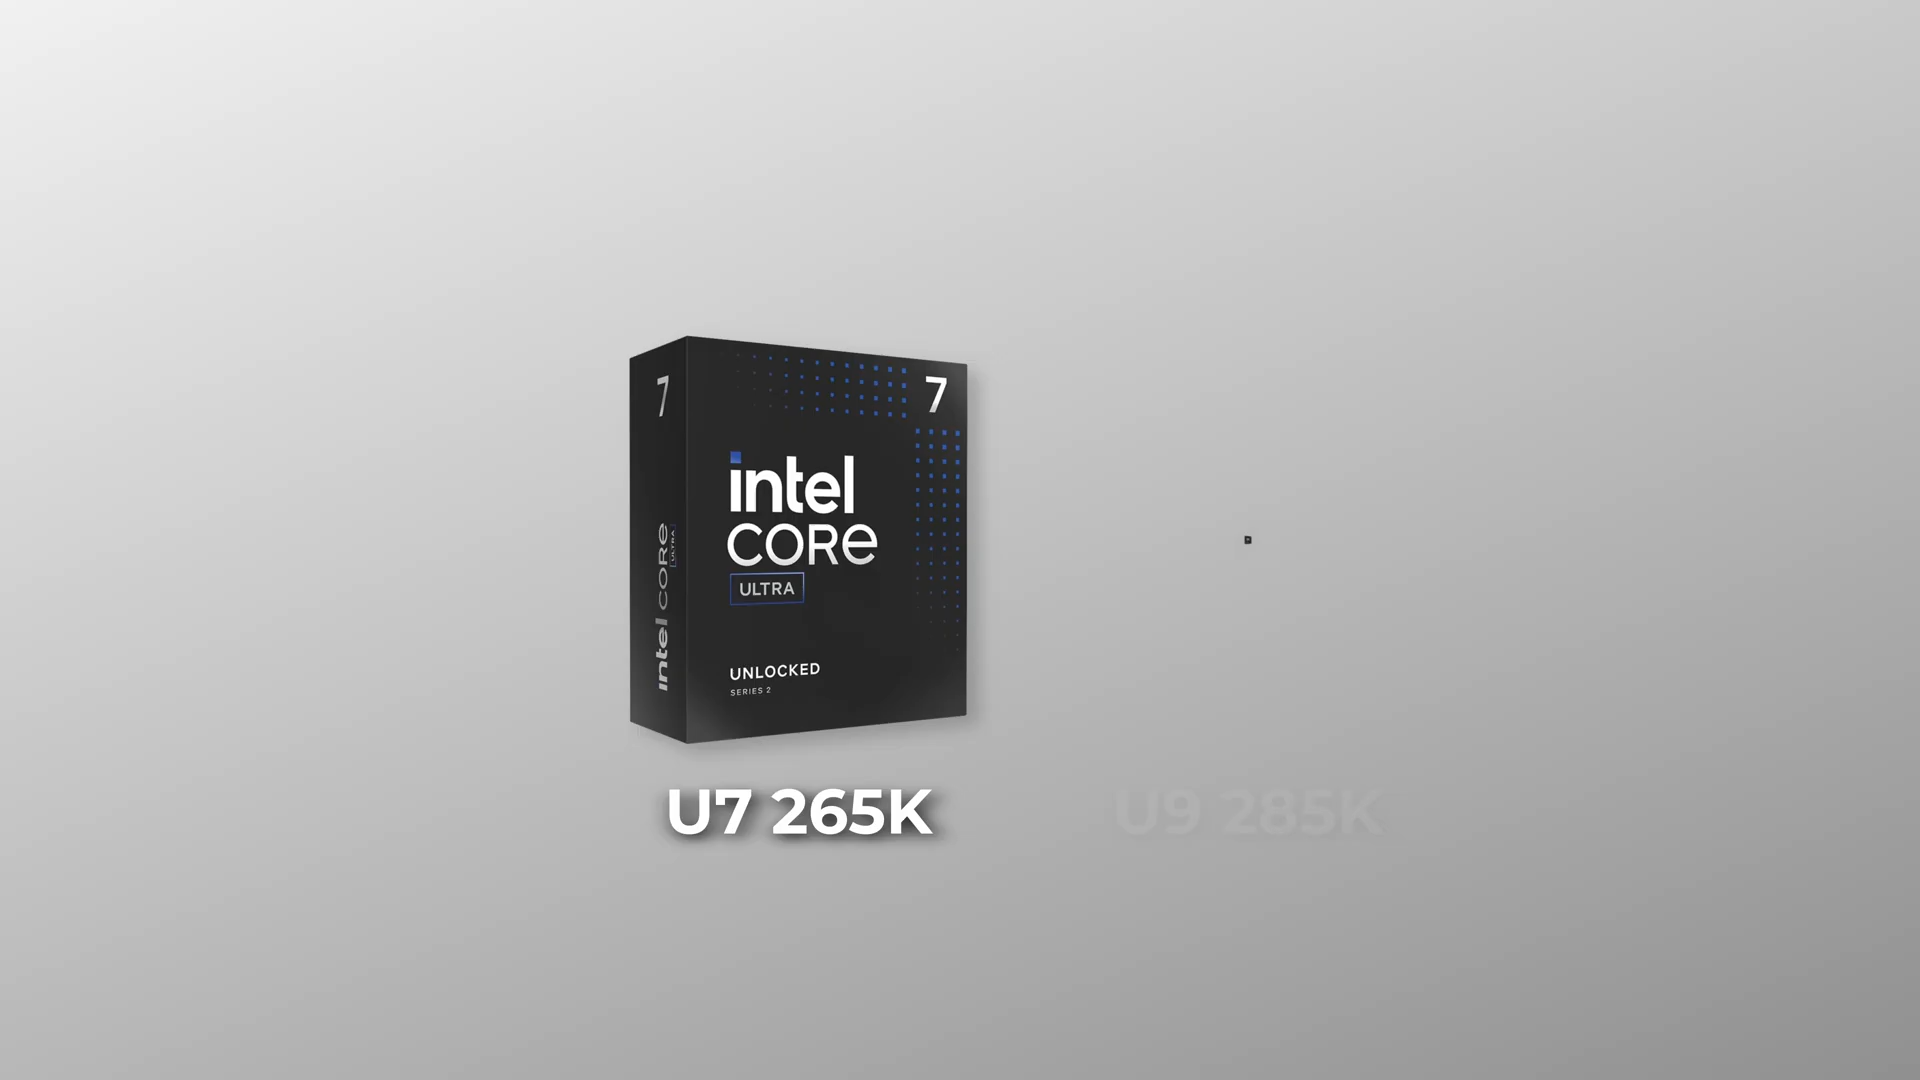 7
7
intel
CORE
ULTRA
UNLOCKED
SERIES 2
intel CORE
ULTRA
U7 265K
U9 285K